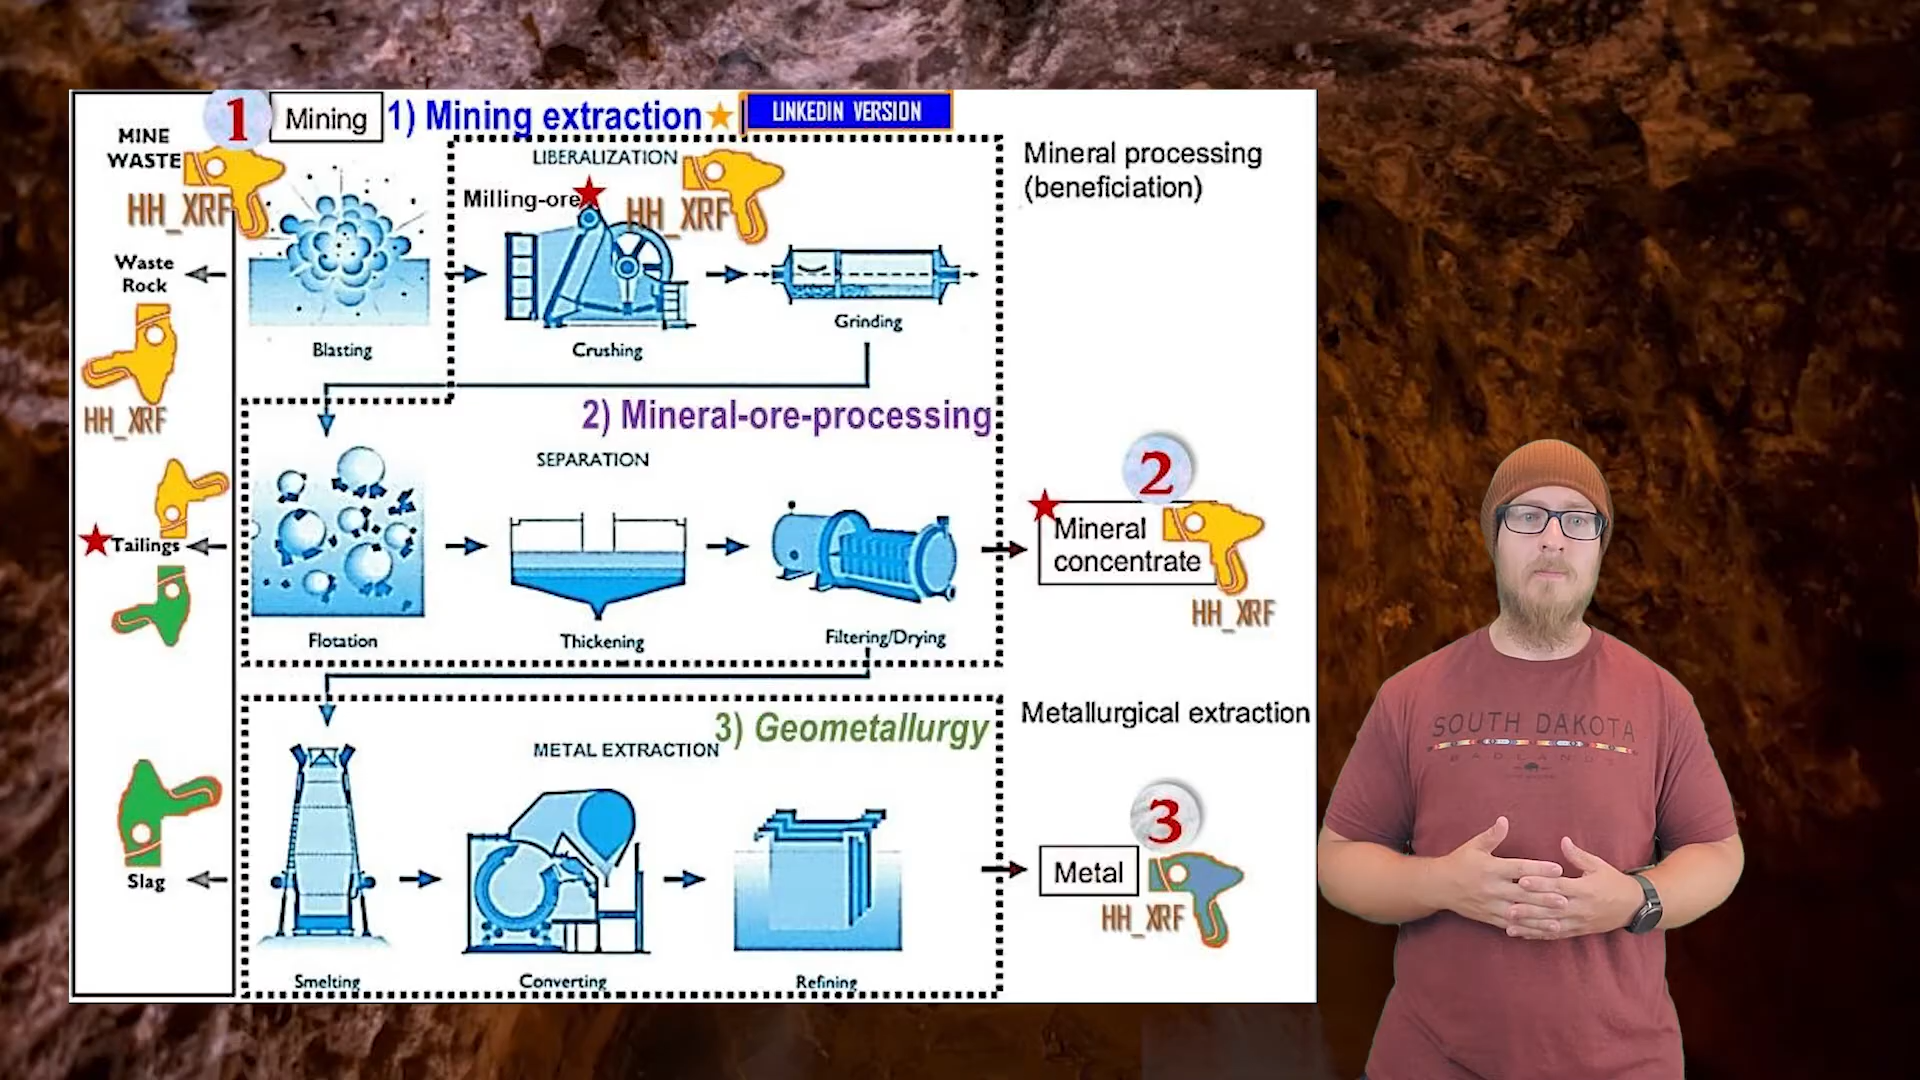 1
Mining
1) Mining extraction
LINKEDIN VERSION
MINE
WASTE
HH_XRF
LIBERALIZATION
Milling-ore
HH_XRF
Mineral processing
(beneficiation)
Waste
Rock
Blasting
Crushing
Grinding
HH_XRF
2) Mineral-ore-processing
SEPARATION
2
Tailings
Mineral
concentrate
HH_XRF
Flotation
Thickening
Filtering/Drying
3) Geometallurgy
METAL EXTRACTION
Metallurgical extraction
3
Slag
Metal
HH_XRF
Smelting
Converting
Refining
SOUTH DAKOTA
BADLANDS